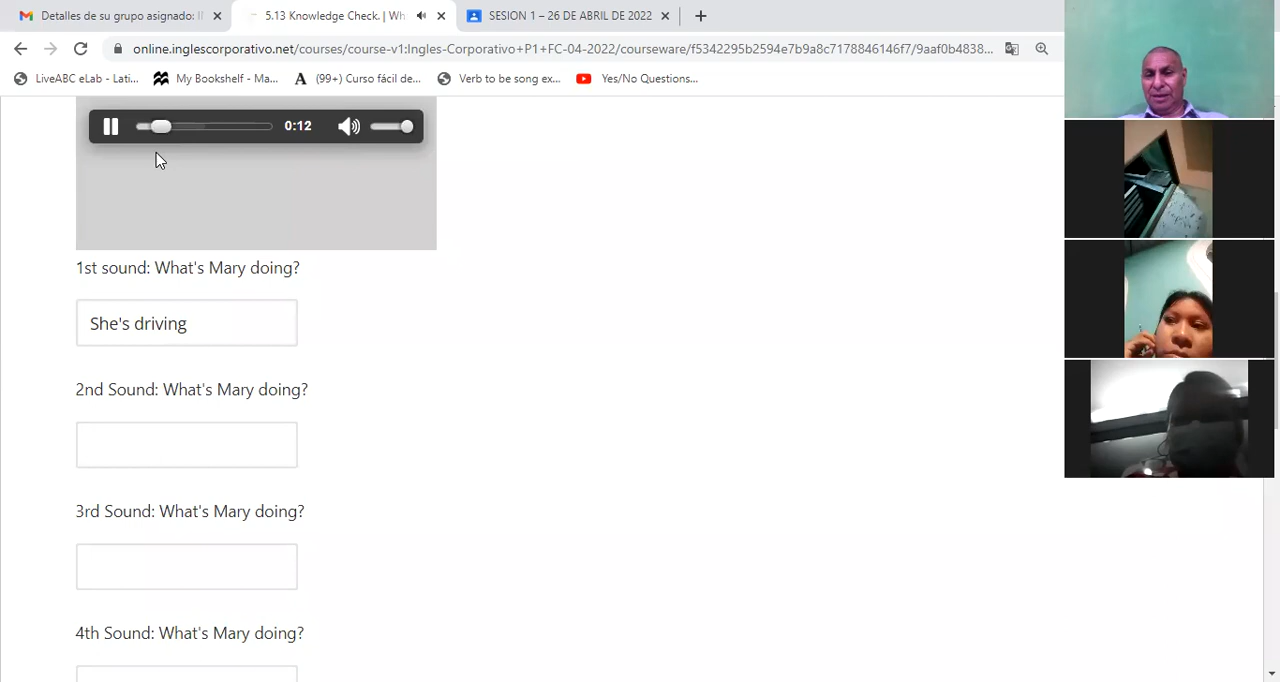 Detalles de su grupo asignado: I
5.13 Knowledge Check. | Wh
SESION 1 – 26 DE ABRIL DE 2022
online.inglescorporativo.net/courses/course-v1:Ingles-Corporativo+P1+FC-04-2022/courseware/f5342295b2594e7b9a8c7178846146f7/9aaf0b4838...
LiveABC eLab - Lati...
My Bookshelf - Ma...
(99+) Curso fácil de...
Verb to be song ex...
Yes/No Questions...
0:12
1st sound: What's Mary doing?
She's driving
2nd Sound: What's Mary doing?
3rd Sound: What's Mary doing?
4th Sound: What's Mary doing?